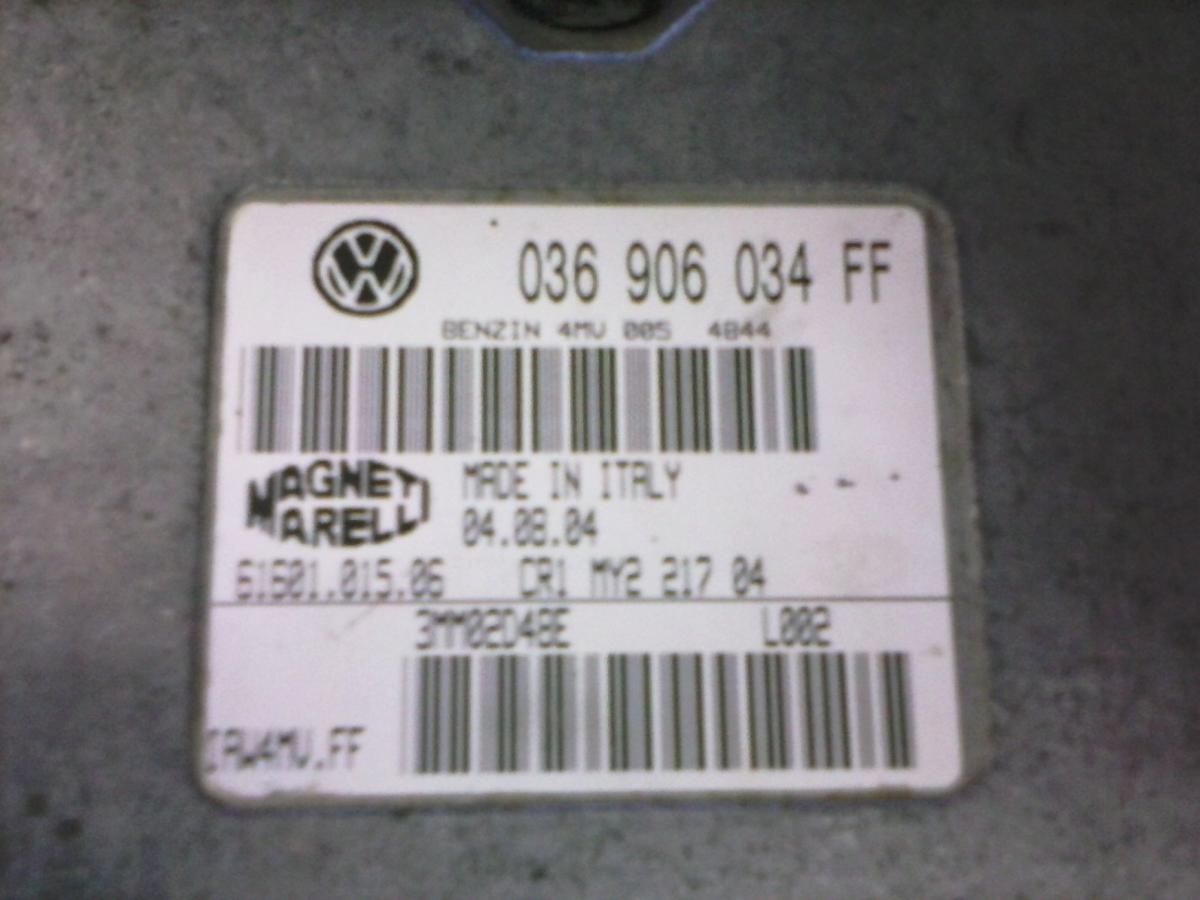 036 906 034 FF
BENZIN 4MV 005 4844
MAGNETI MARELLI
MADE IN ITALY
04.08.04
61601.015.06 CR1 MY2 217 04
3MM02D4BE L002
IAW4MV.FF